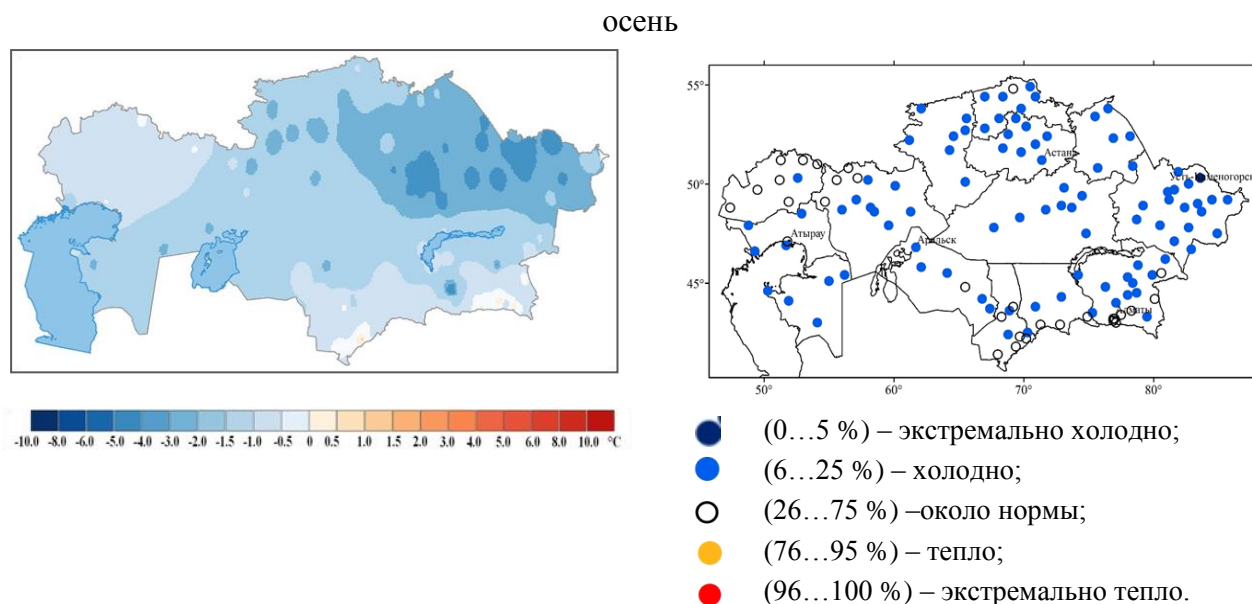 осень
55°
50°
45°
50°
60°
70°
80°
Астана
Усть-Каменогорск
Атырау
Аральск
Алматы
-10.0 -8.0 -6.0 -5.0 -4.0 -3.0 -2.0 -1.5 -1.0 -0.5 0 0.5 1.0 1.5 2.0 3.0 4.0 5.0 6.0 8.0 10.0 °C
(0...5 %) – экстремально холодно;
(6...25 %) – холодно;
(26...75 %) –около нормы;
(76...95 %) – тепло;
(96...100 %) – экстремально тепло.